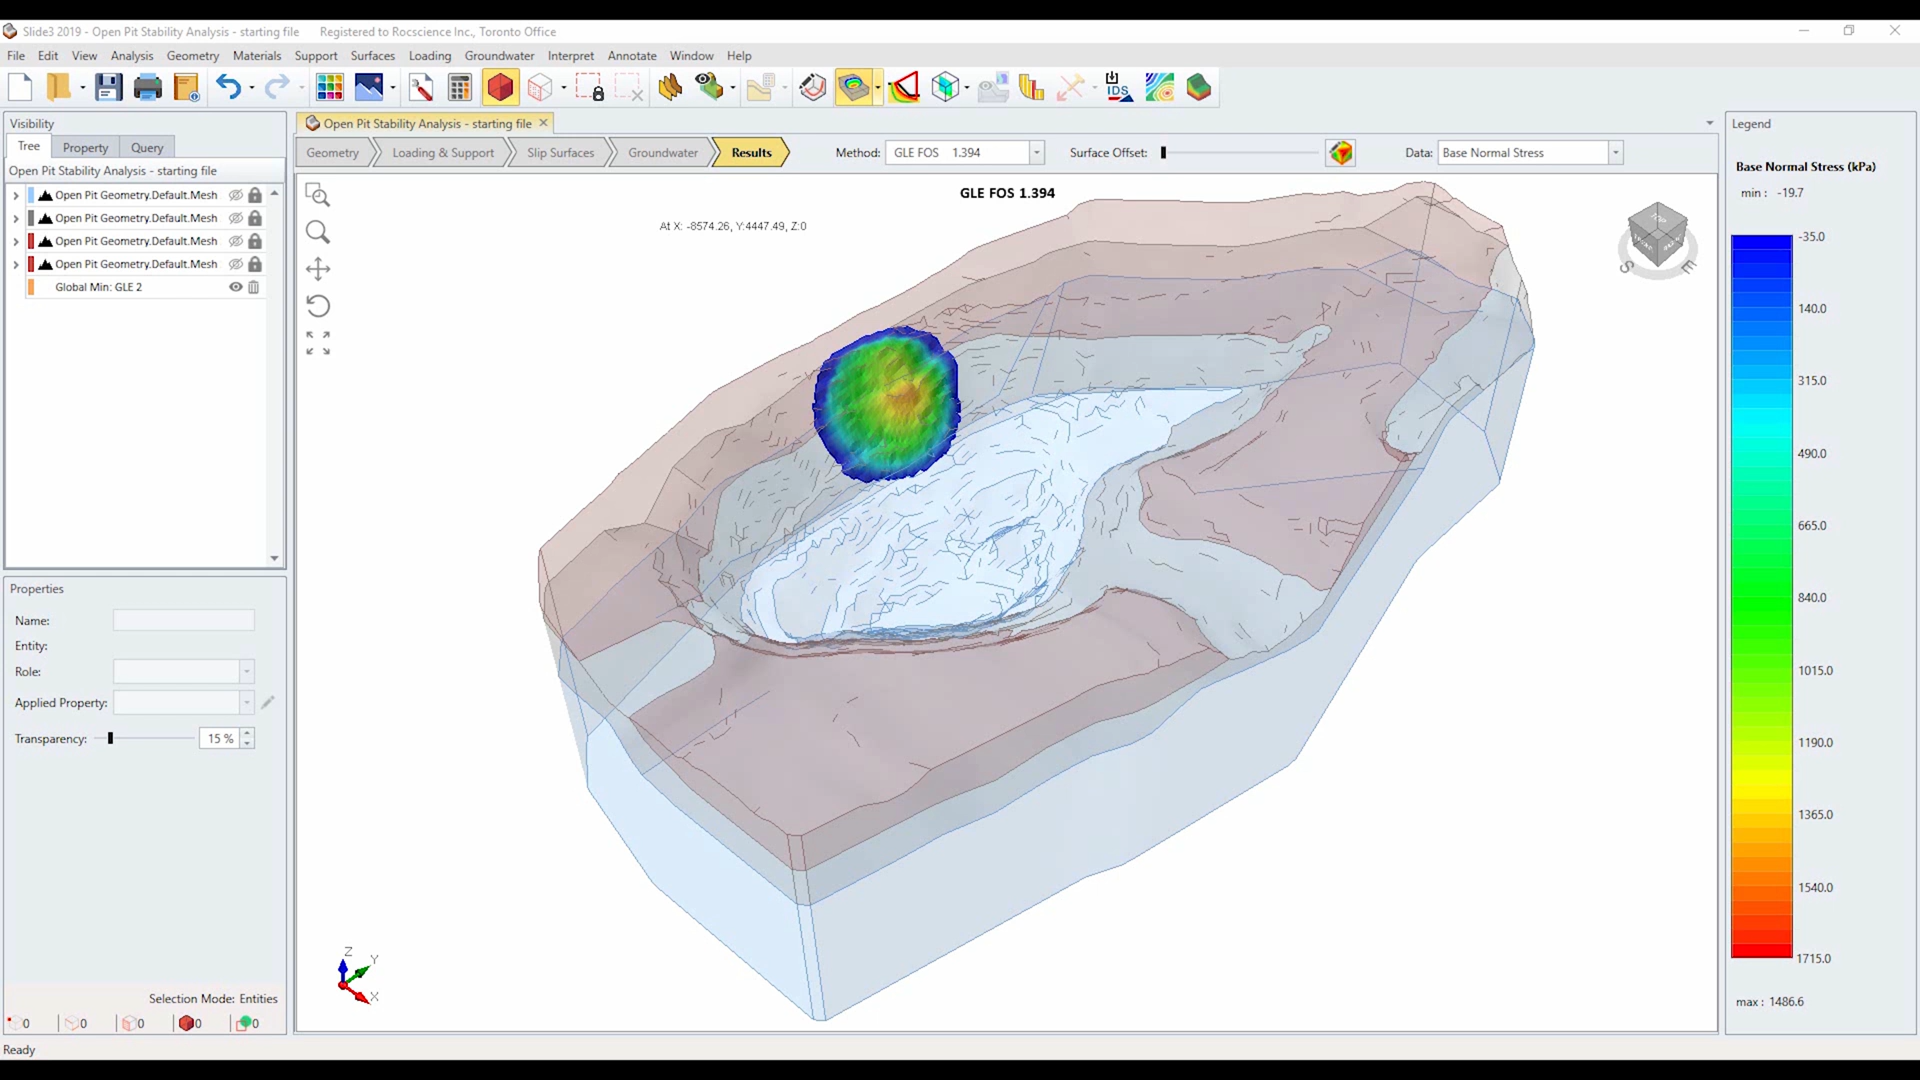 Slide3 2019 - Open Pit Stability Analysis - starting file Registered to Rocscience Inc., Toronto Office
File Edit View Analysis Geometry Materials Support Surfaces Loading Groundwater Interpret Annotate Window Help
IDS
Visibility
Tree Property Query
Open Pit Stability Analysis - starting file
Open Pit Geometry.Default.Mesh
Open Pit Geometry.Default.Mesh
Open Pit Geometry.Default.Mesh
Open Pit Geometry.Default.Mesh
Global Min: GLE 2
Properties
Name:
Entity:
Role:
Applied Property:
Transparency: 15 %
Selection Mode: Entities
0 0 0 0 0
Ready
Open Pit Stability Analysis - starting file
Geometry Loading & Support Slip Surfaces Groundwater Results Method: GLE FOS 1.394 Surface Offset: Data: Base Normal Stress
GLE FOS 1.394
At X: -8574.26, Y:4447.49, Z:0
TOP
S E
Z
Y
X
Legend
Base Normal Stress (kPa)
min : -19.7
-35.0
140.0
315.0
490.0
665.0
840.0
1015.0
1190.0
1365.0
1540.0
1715.0
max : 1486.6